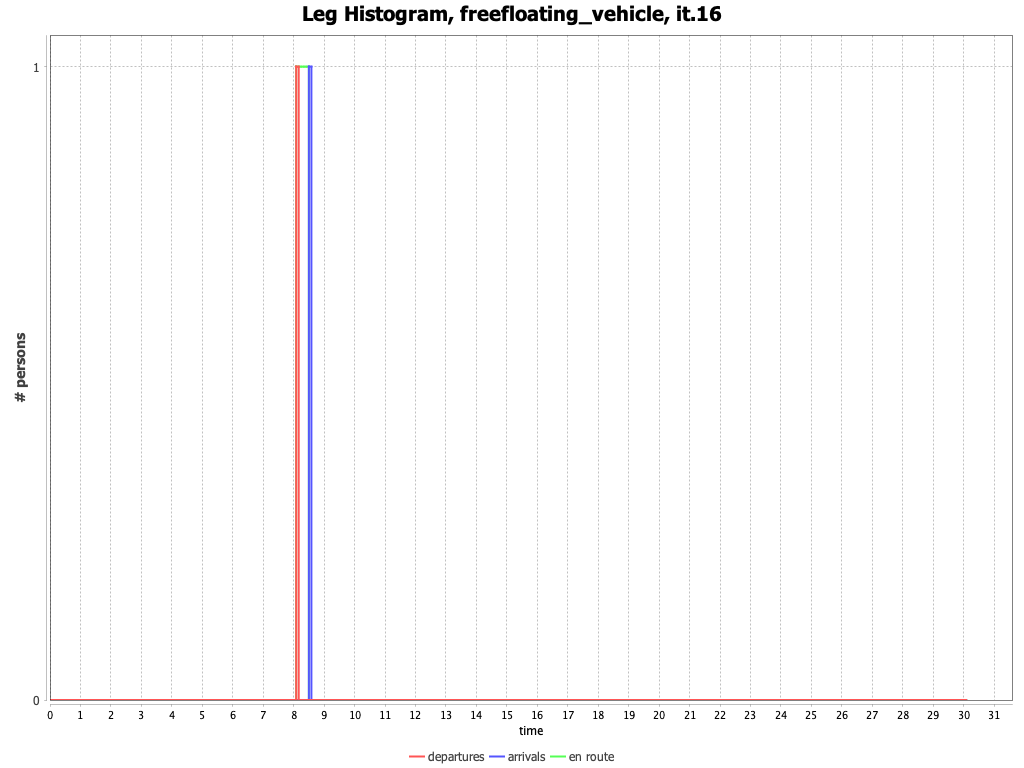 Leg Histogram, freefloating_vehicle, it.16
1
# persons
0
0 1 2 3 4 5 6 7 8 9 10 11 12 13 14 15 16 17 18 19 20 21 22 23 24 25 26 27 28 29 30 31
time
departures arrivals en route